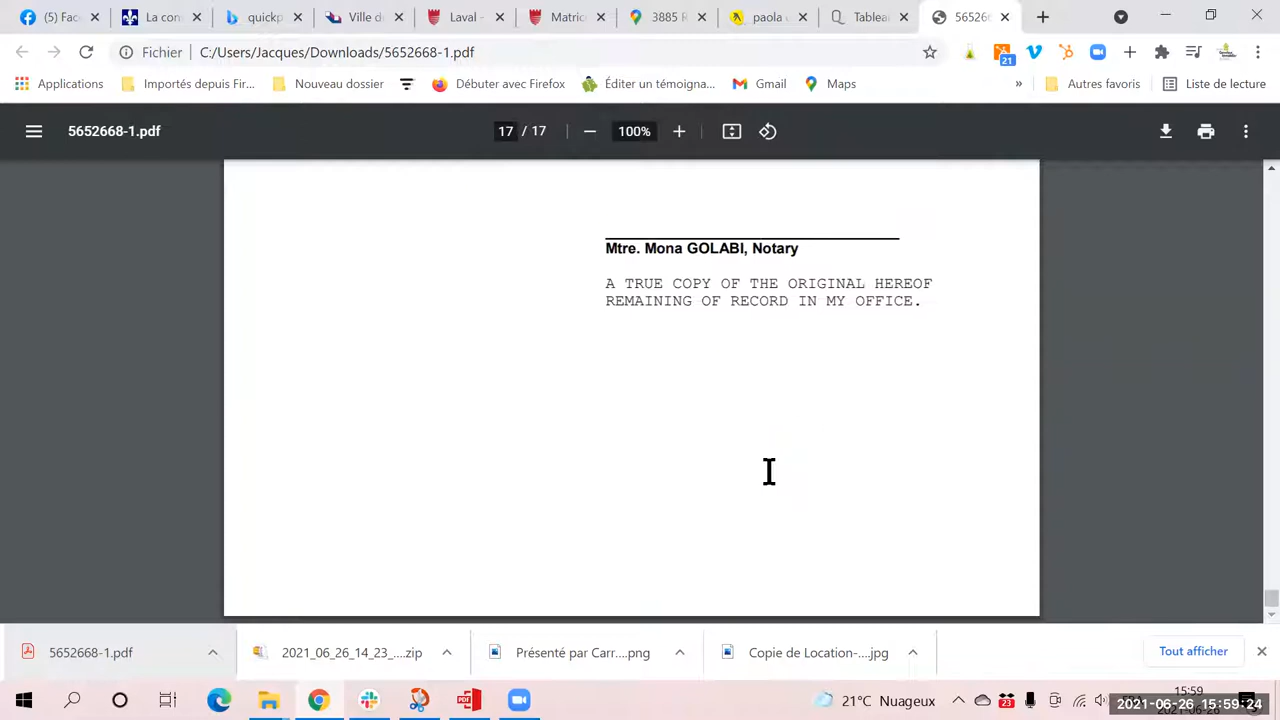 (5) Fac
La con
quickp
Ville d
Laval -
Matric
3885 R
paola
Tablea
56526
Fichier
C:/Users/Jacques/Downloads/5652668-1.pdf
21
Applications
Importés depuis Fir...
Nouveau dossier
Débuter avec Firefox
Éditer un témoigna...
Gmail
Maps
»
Autres favoris
Liste de lecture
5652668-1.pdf
17 / 17
100%
Mtre. Mona GOLABI, Notary
A TRUE COPY OF THE ORIGINAL HEREOF
REMAINING OF RECORD IN MY OFFICE.
5652668-1.pdf
2021_06_26_14_23_....zip
Présenté par Carr....png
Copie de Location-....jpg
Tout afficher
21°C Nuageux
23
15:59
2021-06-26 15:59:24